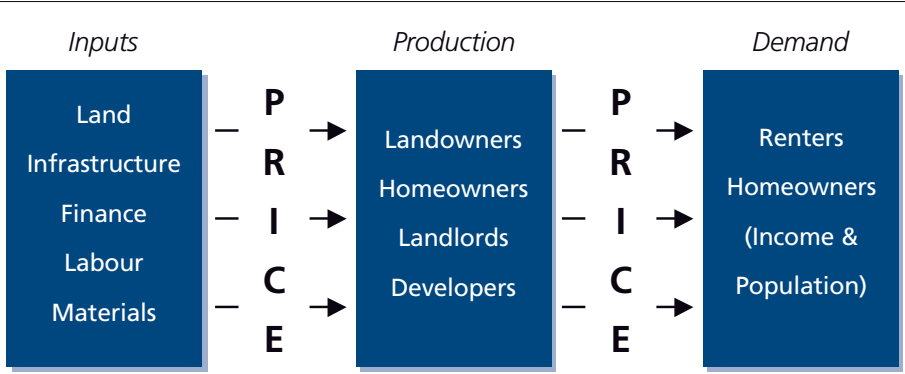 Inputs
Land
Infrastructure
Finance
Labour
Materials
P
R
I
C
E
Production
Landowners
Homeowners
Landlords
Developers
P
R
I
C
E
Demand
Renters
Homeowners
(Income &
Population)